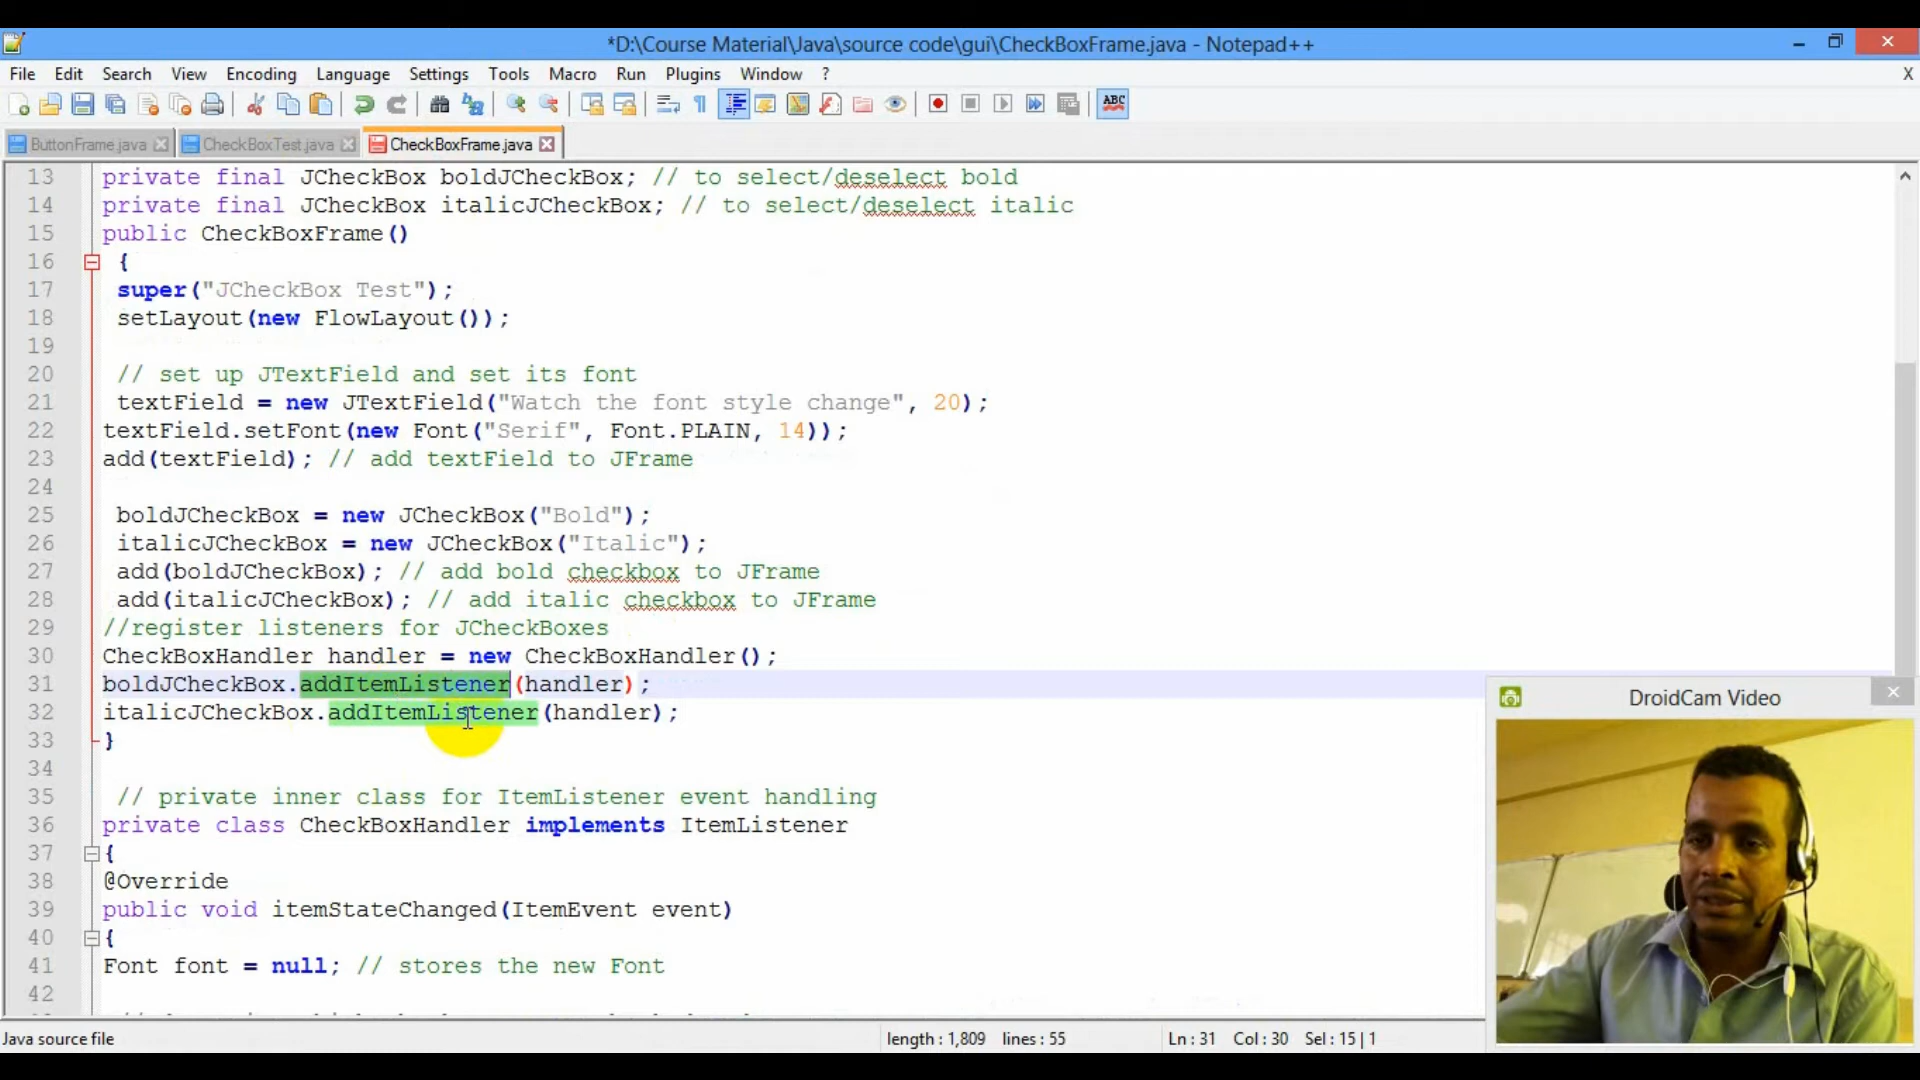 *D:\Course Material\Java\source code\gui\CheckBoxFrame.java - Notepad++
File Edit Search View Encoding Language Settings Tools Macro Run Plugins Window ? X
ABC
ButtonFrame.java CheckBoxTest.java CheckBoxFrame.java
13 private final JCheckBox boldJCheckBox; // to select/deselect bold
14 private final JCheckBox italicJCheckBox; // to select/deselect italic
15 public CheckBoxFrame()
16 {
17 super("JCheckBox Test");
18 setLayout(new FlowLayout());
19
20 // set up JTextField and set its font
21 textField = new JTextField("Watch the font style change", 20);
22 textField.setFont(new Font("Serif", Font.PLAIN, 14));
23 add(textField); // add textField to JFrame
24
25 boldJCheckBox = new JCheckBox("Bold");
26 italicJCheckBox = new JCheckBox("Italic");
27 add(boldJCheckBox); // add bold checkbox to JFrame
28 add(italicJCheckBox); // add italic checkbox to JFrame
29 //register listeners for JCheckBoxes
30 CheckBoxHandler handler = new CheckBoxHandler();
31 boldJCheckBox.addItemListener(handler);
32 italicJCheckBox.addItemListener(handler);
33 }
34
35 // private inner class for ItemListener event handling
36 private class CheckBoxHandler implements ItemListener
37 {
38 @Override
39 public void itemStateChanged(ItemEvent event)
40 {
41 Font font = null; // stores the new Font
42
DroidCam Video
Java source file length : 1,809 lines : 55 Ln : 31 Col : 30 Sel : 15 | 1